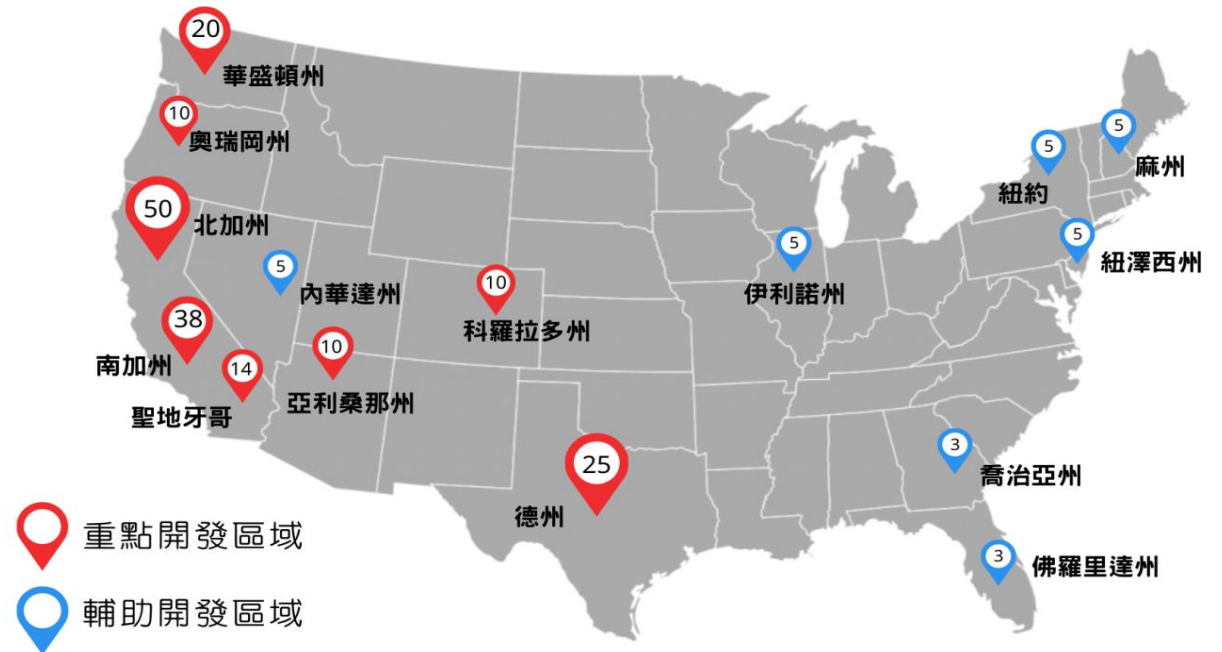 20
華盛頓州
10
奧瑞岡州
50
北加州
5
內華達州
38
南加州
14
聖地牙哥
10
亞利桑那州
10
科羅拉多州
25
德州
5
伊利諾州
5
紐約
5
麻州
5
紐澤西州
3
喬治亞州
3
佛羅里達州
重點開發區域
輔助開發區域